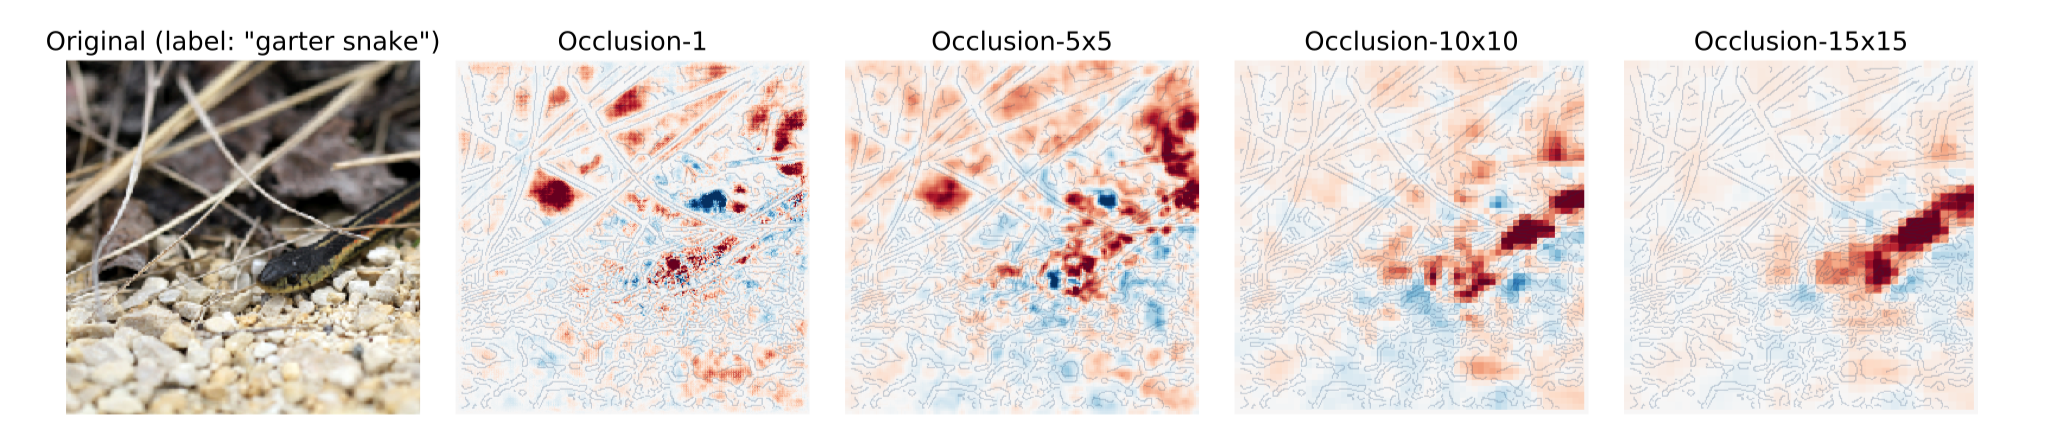 Original (label: "garter snake")
Occlusion-1
Occlusion-5x5
Occlusion-10x10
Occlusion-15x15